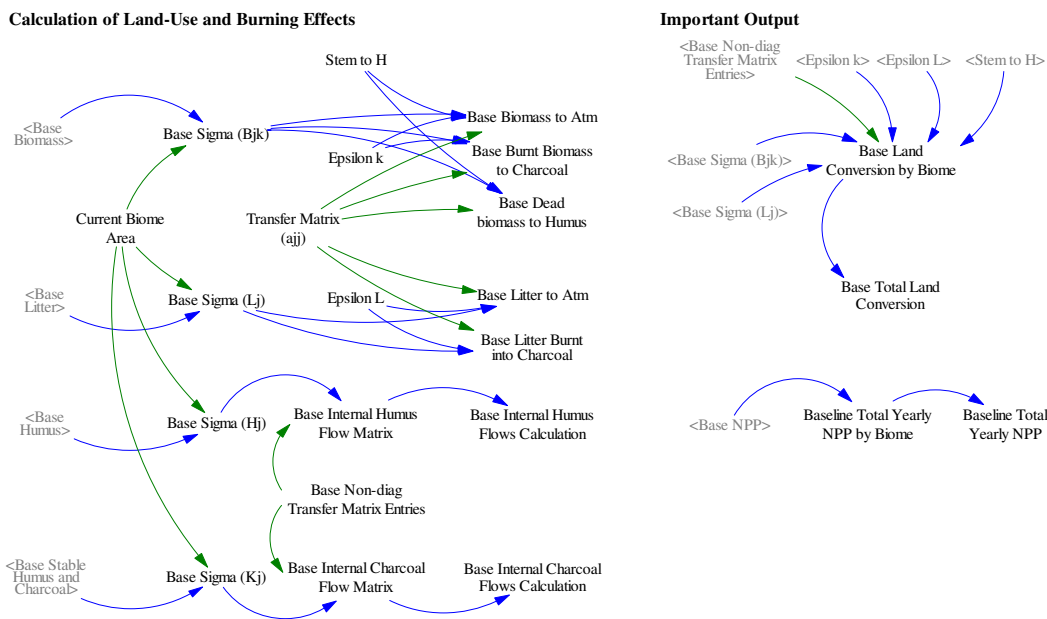 Calculation of Land-Use and Burning Effects
Stem to H
<Base
Biomass>
Base Sigma (Bjk)
Base Biomass to Atm
Epsilon k
Base Burnt Biomass
to Charcoal
Base Dead
biomass to Humus
Current Biome
Area
Transfer Matrix
(ajj)
<Base
Litter>
Base Sigma (Lj)
Epsilon L
Base Litter to Atm
Base Litter Burnt
into Charcoal
<Base
Humus>
Base Sigma (Hj)
Base Internal Humus
Flow Matrix
Base Internal Humus
Flows Calculation
Base Non-diag
Transfer Matrix Entries
<Base Stable
Humus and
Charcoal>
Base Sigma (Kj)
Base Internal Charcoal
Flow Matrix
Base Internal Charcoal
Flows Calculation
Important Output
<Base Non-diag
Transfer Matrix
Entries>
<Epsilon k>
<Epsilon L>
<Stem to H>
<Base Sigma (Bjk)>
Base Land
Conversion by Biome
<Base Sigma (Lj)>
Base Total Land
Conversion
<Base NPP>
Baseline Total Yearly
NPP by Biome
Baseline Total
Yearly NPP